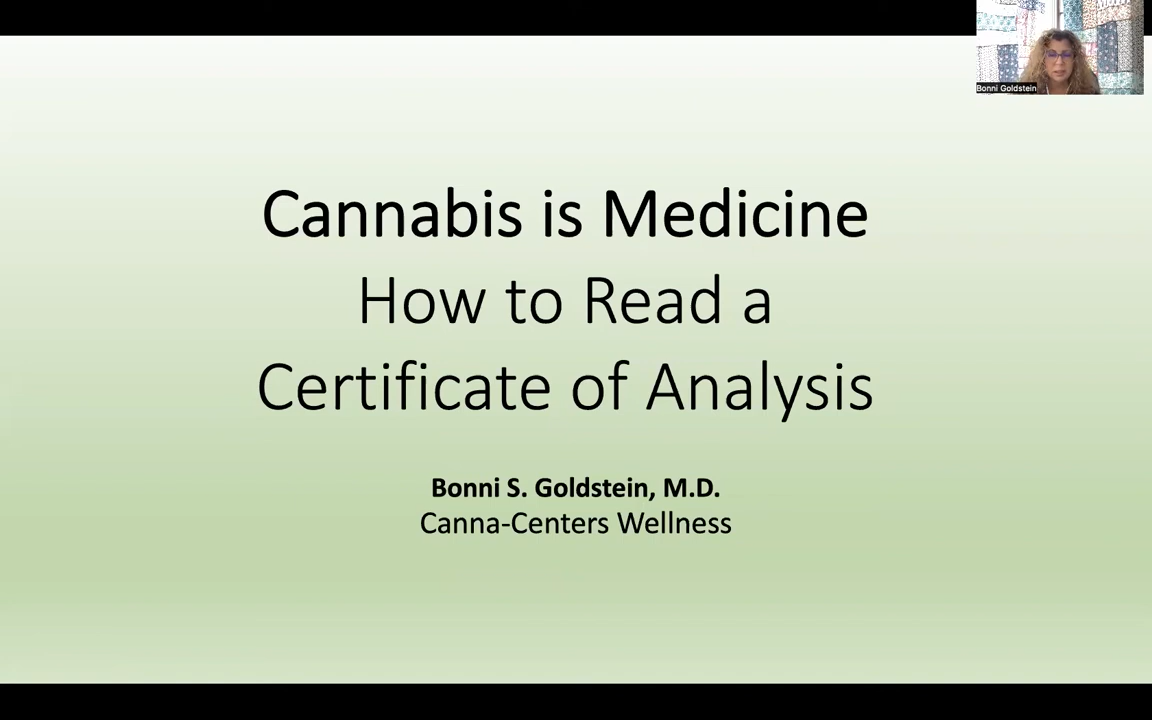 Bonni Goldstein
Cannabis is Medicine
How to Read a
Certificate of Analysis
Bonni S. Goldstein, M.D.
Canna-Centers Wellness